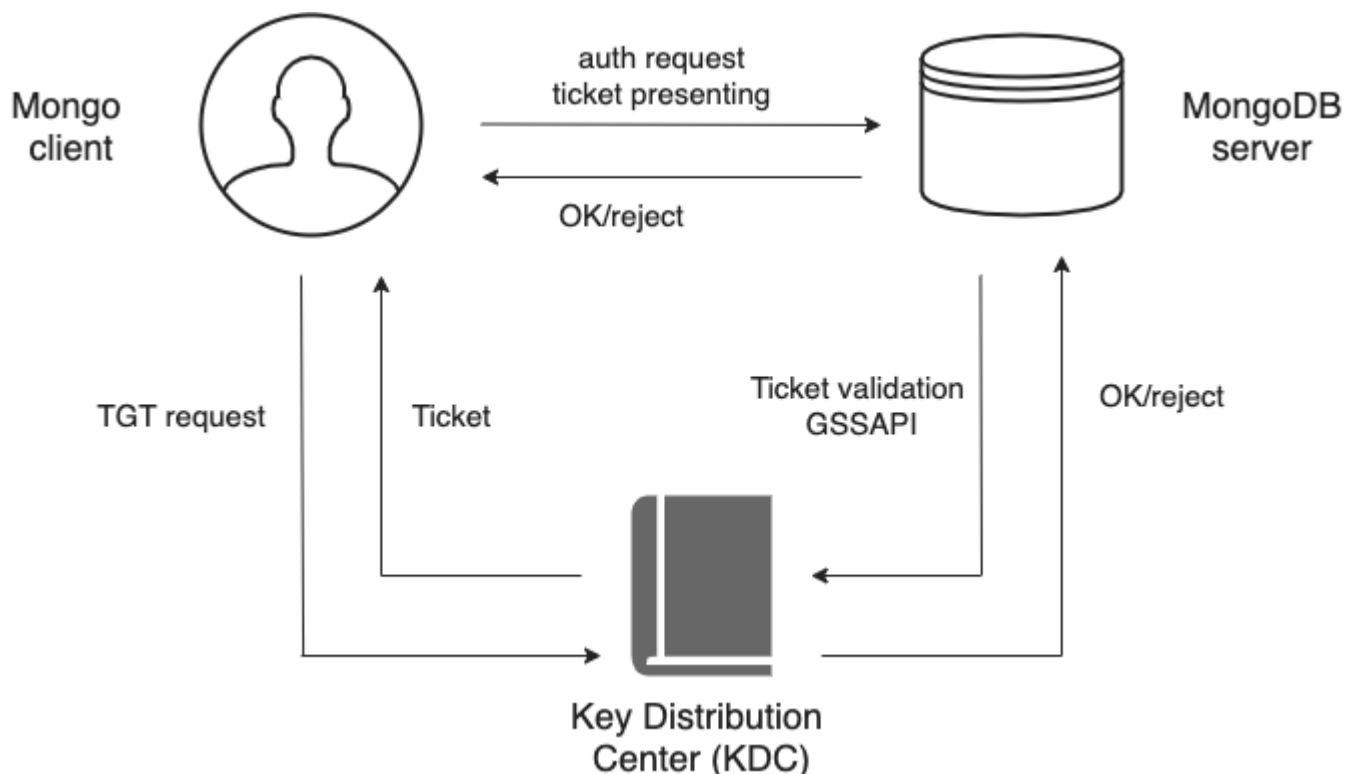 Mongo
client
auth request
ticket presenting
OK/reject
MongoDB
server
TGT request
Ticket
Ticket validation
GSSAPI
OK/reject
Key Distribution
Center (KDC)